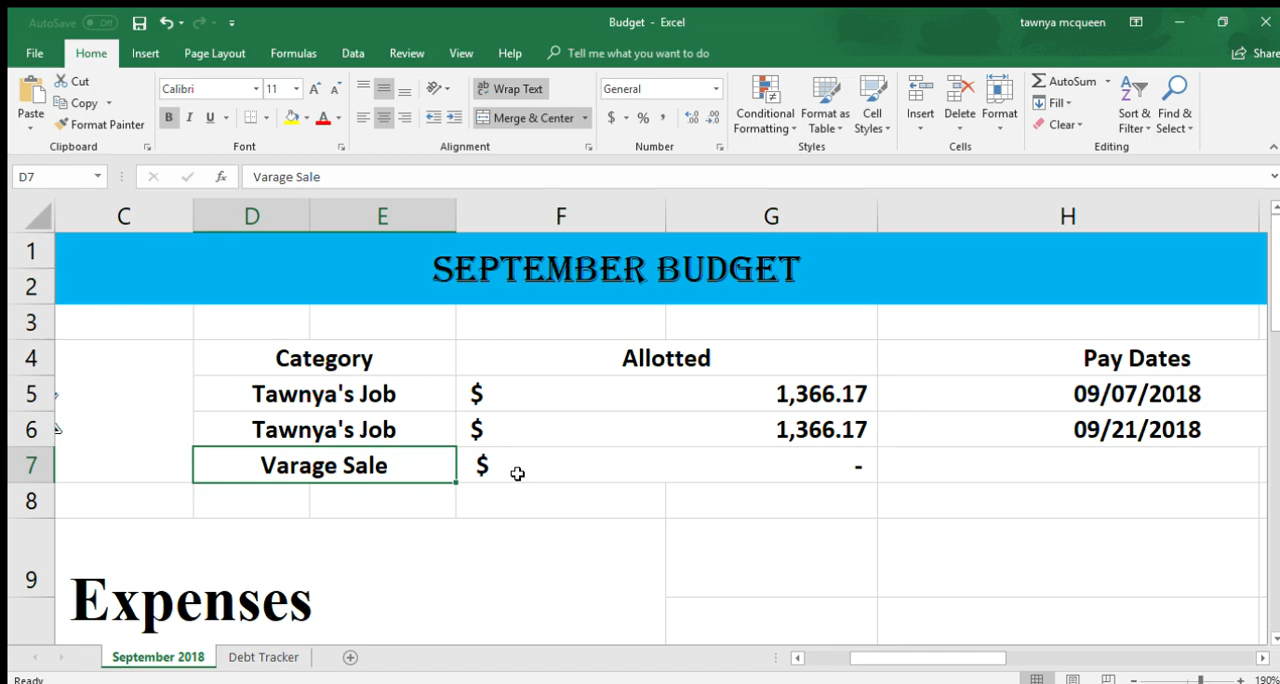 AutoSave Off Budget - Excel tawnya mcqueen
File Home Insert Page Layout Formulas Data Review View Help Tell me what you want to do Share
Paste Cut Calibri 11 Wrap Text General Conditional Formatting Format as Table Cell Styles Insert Delete Format AutoSum Sort & Filter Find & Select
Copy Merge & Center $ % , Fill
Format Painter B I U Clear
Clipboard Font Alignment Number Styles Cells Editing
D7 fx Varage Sale
C D E F G H
1 SEPTEMBER BUDGET
2
3
4 Category Allotted Pay Dates
5 Tawnya's Job $ 1,366.17 09/07/2018
6 Tawnya's Job $ 1,366.17 09/21/2018
7 Varage Sale $ -
8
9 Expenses
September 2018 Debt Tracker
Ready 190%